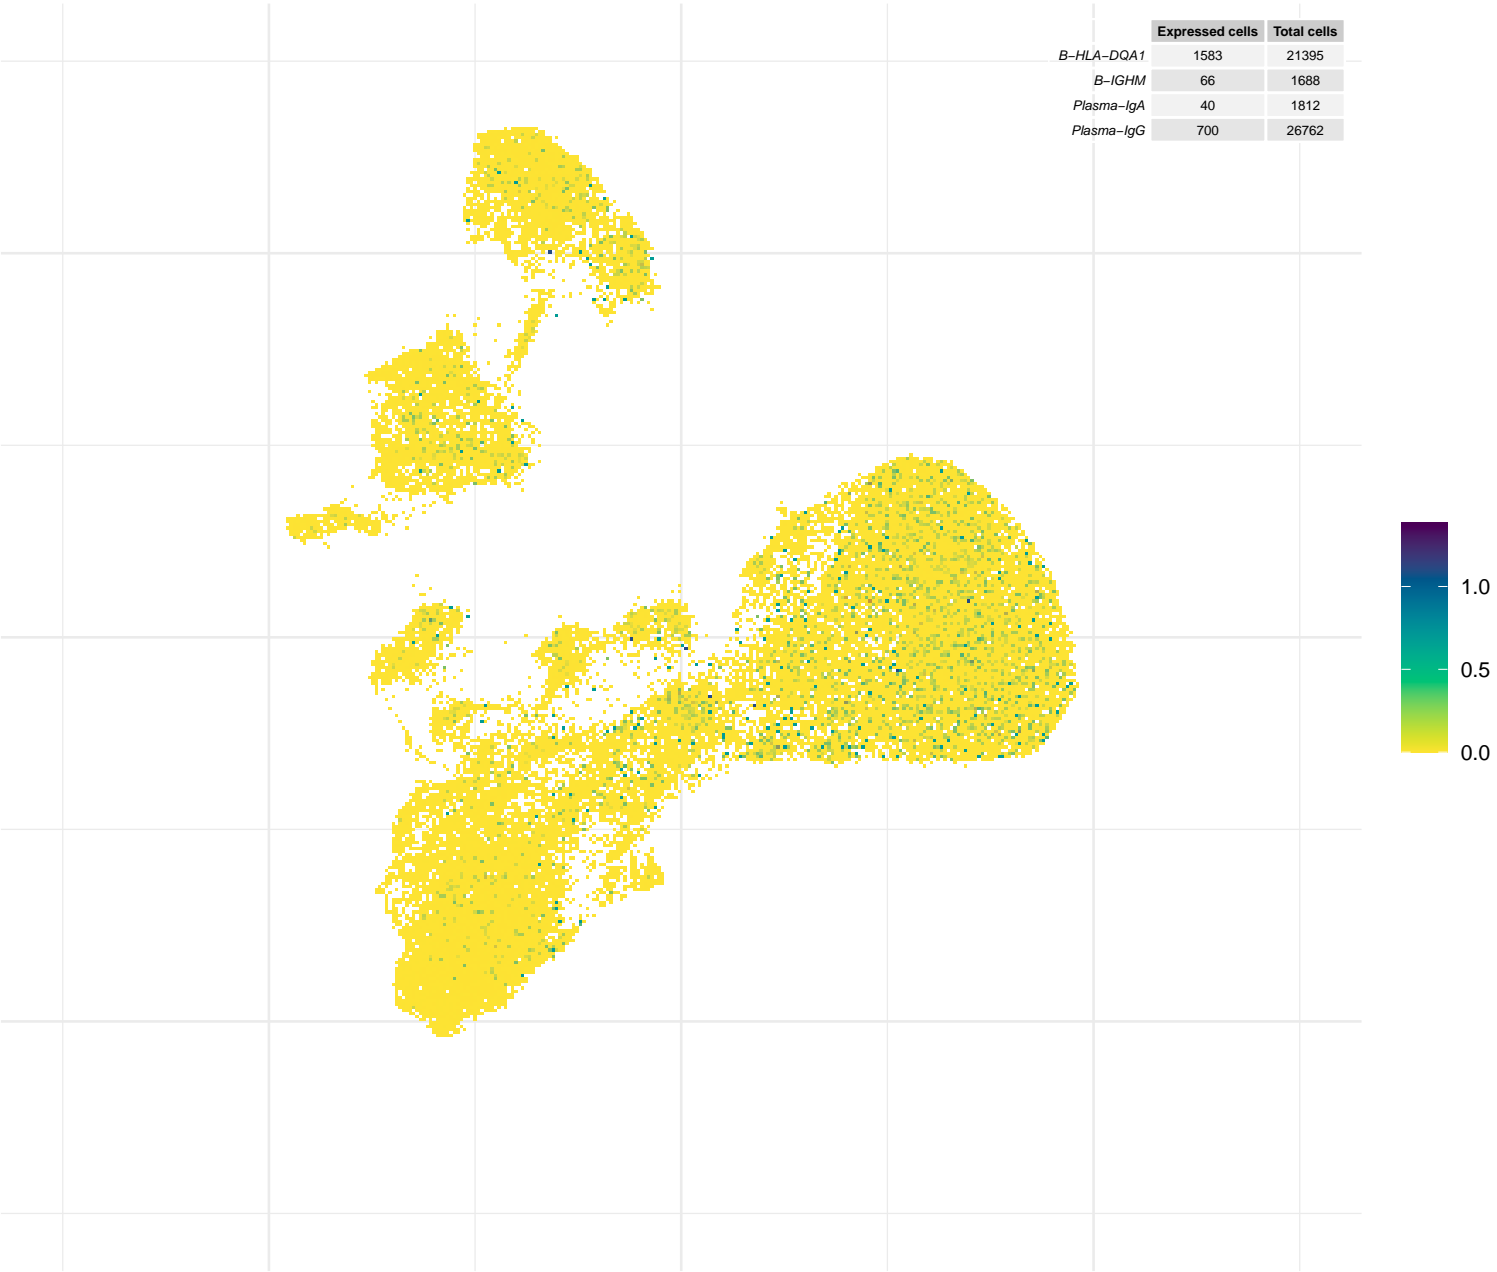 Expressed cells Total cells
B−HLA−DQA1 1583 21395
B−IGHM 66 1688
Plasma−IgA 40 1812
Plasma−IgG 700 26762
1.0
0.5
0.0